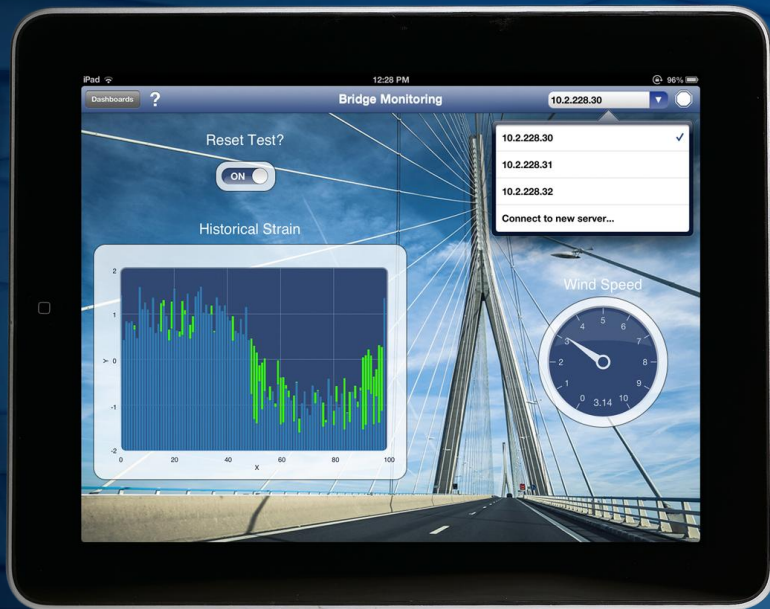 iPad
12:28 PM
96%
Dashboards
?
Bridge Monitoring
10.2.228.30
10.2.228.30
10.2.228.31
10.2.228.32
Connect to new server...
Reset Test?
ON
Historical Strain
2
1
0
-1
-2
Y
0 20 40 60 80 100
X
Wind Speed
0 1 2 3 4 5 6 7 8 9 10
3.14